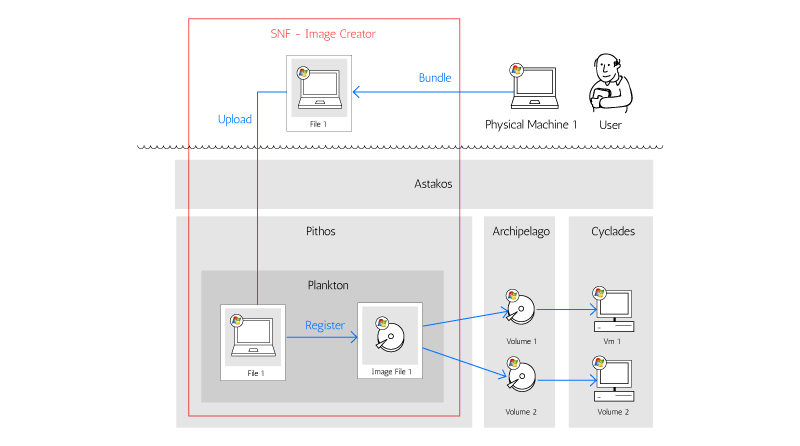 SNF - Image Creator
Bundle
File 1
Physical Machine 1
User
Upload
Astakos
Pithos
Archipelago
Cyclades
Plankton
Register
File 1
Image File 1
Volume 1
Vm 1
Volume 2
Volume 2